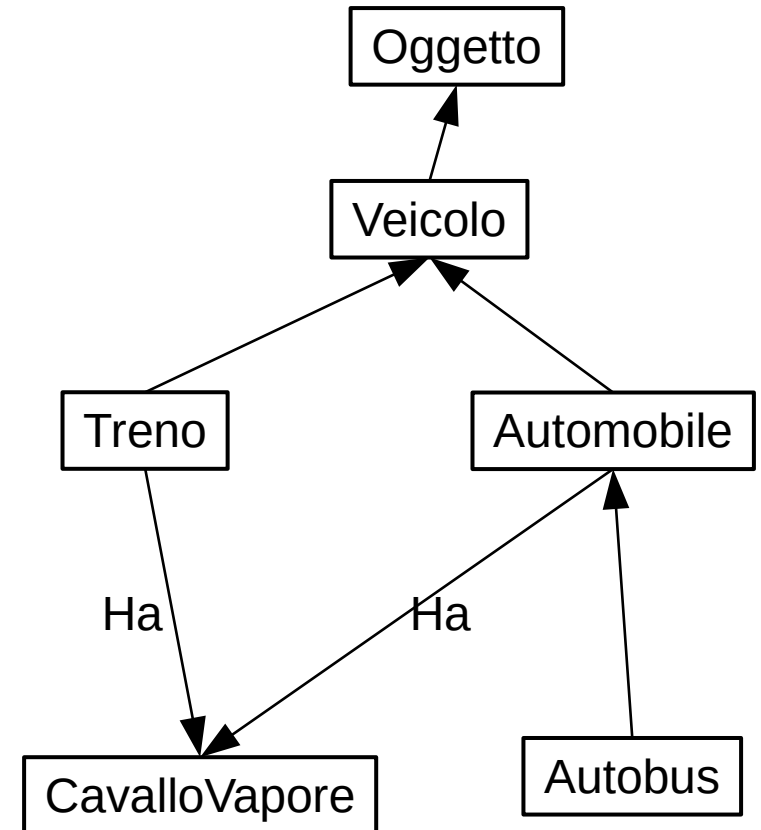 Oggetto
Veicolo
Treno
Automobile
Ha
Ha
CavalloVapore
Autobus